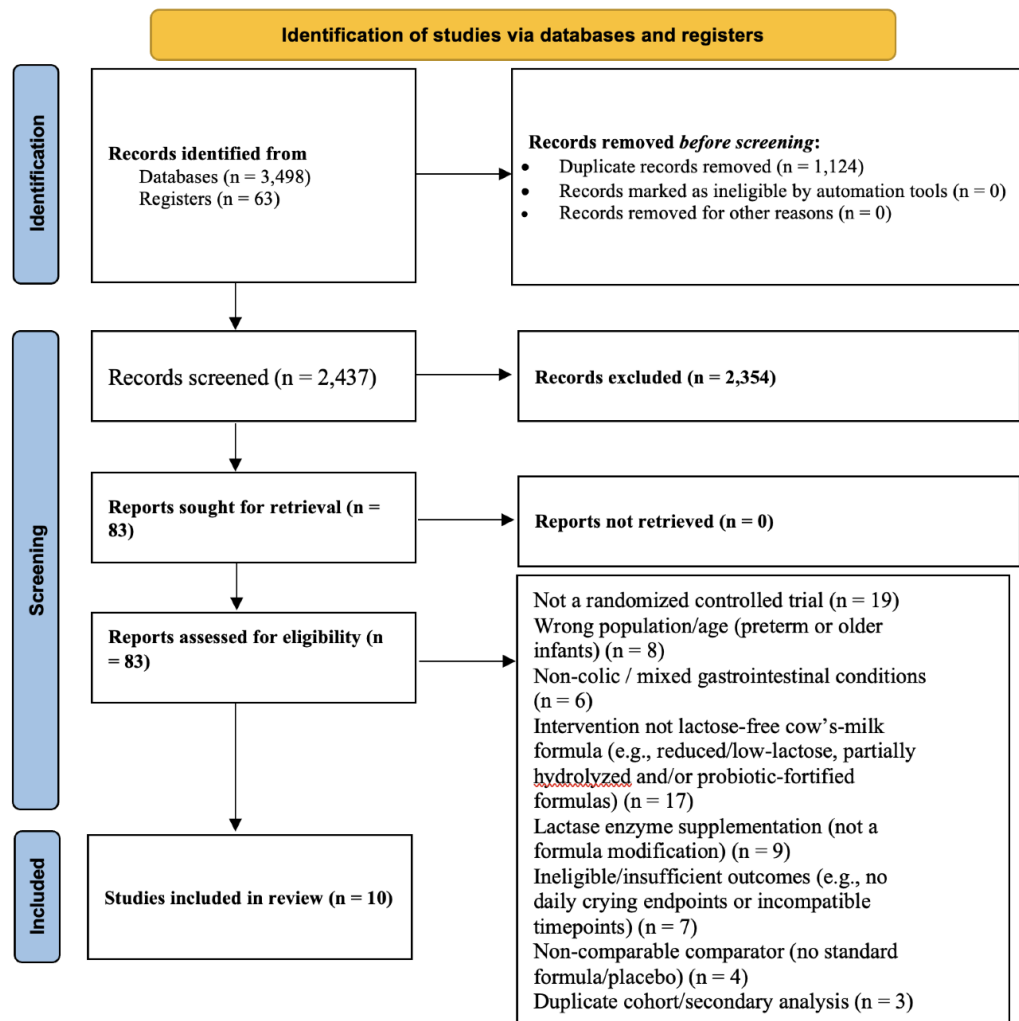 Identification of studies via databases and registers
Identification
Records identified from
Databases (n = 3,498)
Registers (n = 63)
Records removed before screening:
• Duplicate records removed (n = 1,124)
• Records marked as ineligible by automation tools (n = 0)
• Records removed for other reasons (n = 0)
Screening
Records screened (n = 2,437)
Records excluded (n = 2,354)
Reports sought for retrieval (n =
83)
Reports not retrieved (n = 0)
Reports assessed for eligibility (n
= 83)
Not a randomized controlled trial (n = 19)
Wrong population/age (preterm or older
infants) (n = 8)
Non-colic / mixed gastrointestinal conditions
(n = 6)
Intervention not lactose-free cow’s-milk
formula (e.g., reduced/low-lactose, partially
hydrolyzed and/or probiotic-fortified
formulas) (n = 17)
Lactase enzyme supplementation (not a
formula modification) (n = 9)
Ineligible/insufficient outcomes (e.g., no
daily crying endpoints or incompatible
timepoints) (n = 7)
Non-comparable comparator (no standard
formula/placebo) (n = 4)
Duplicate cohort/secondary analysis (n = 3)
Included
Studies included in review (n = 10)